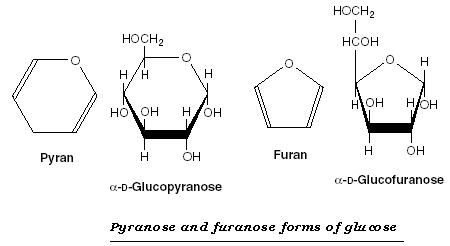 O
Pyran
HOCH₂
H O
H H
HO OH H OH
H OH
α-D-Glucopyranose
O
Furan
HOCH₂
HCOH
O H
H OH H OH
H OH
α-D-Glucofuranose
Pyranose and furanose forms of glucose